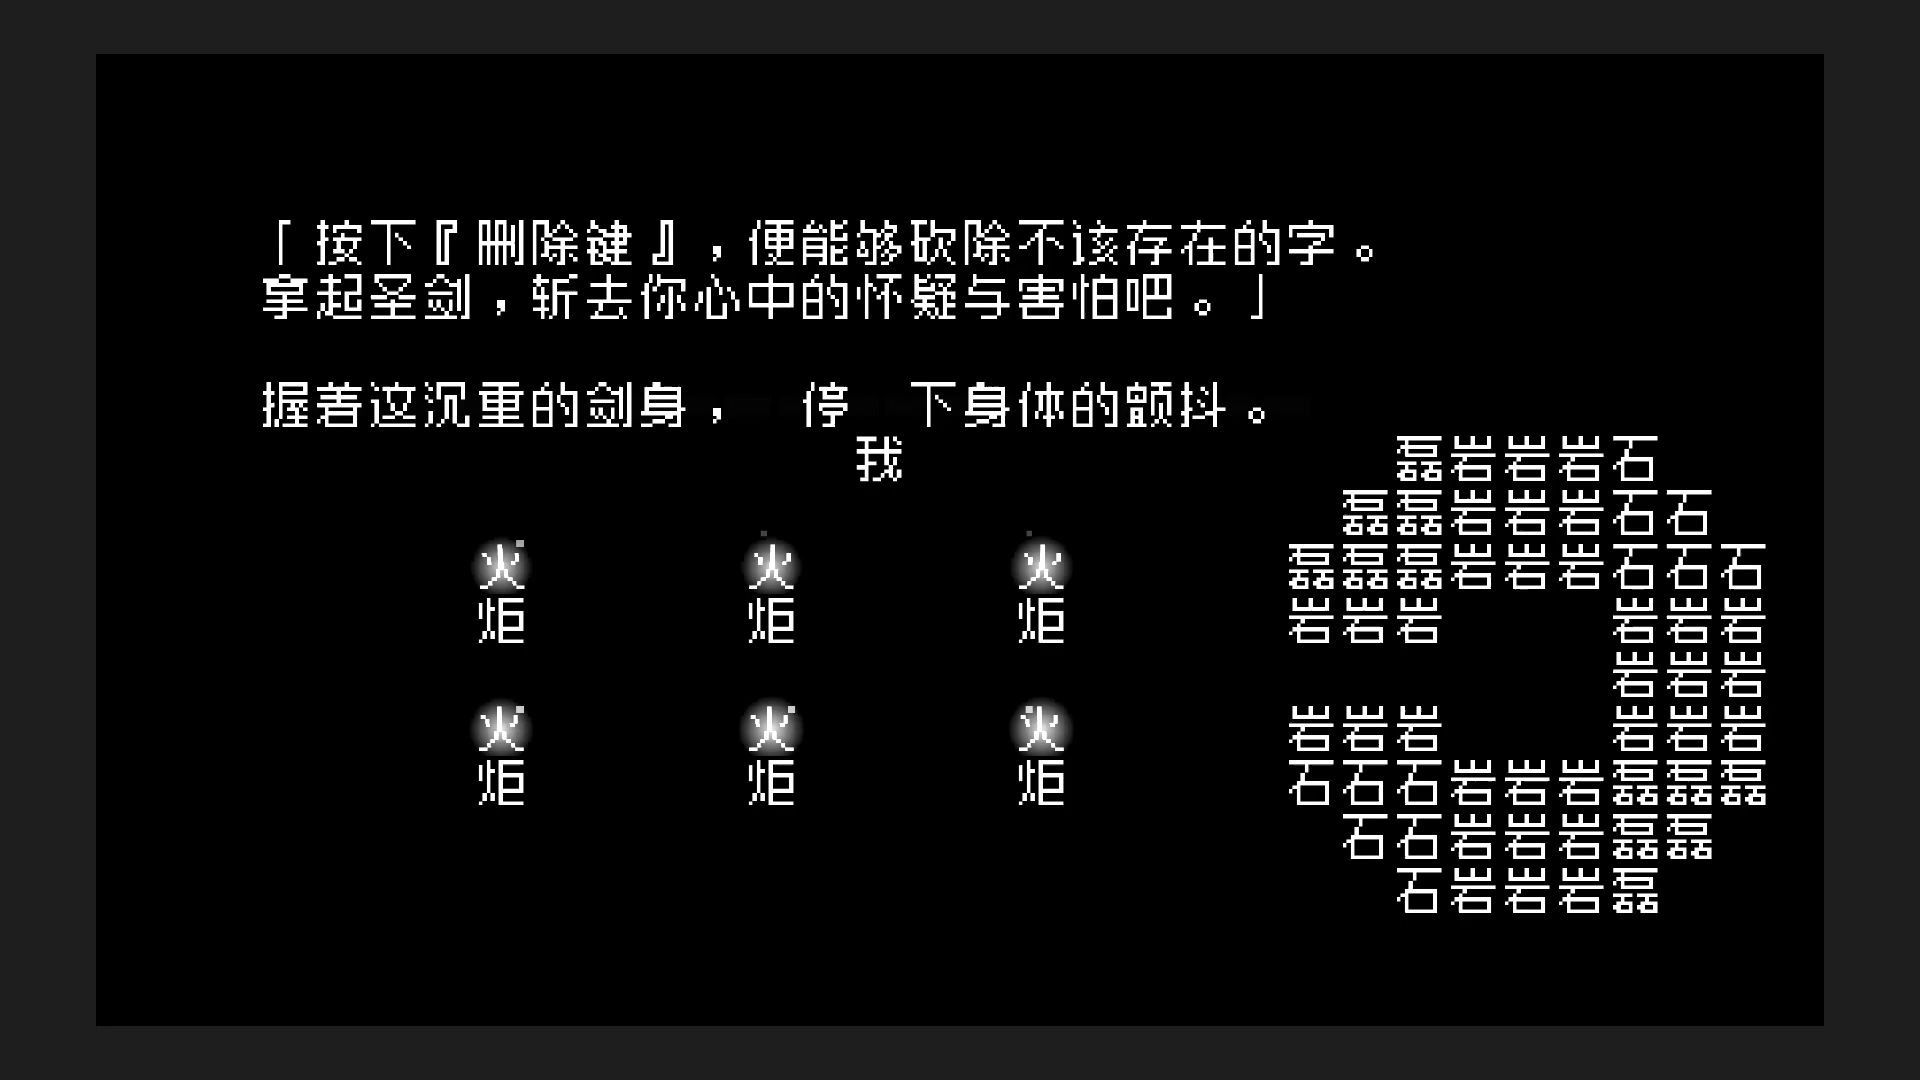 「按下『删除键』，便能够砍除不该存在的字。
拿起圣剑，斩去你心中的怀疑与害怕吧。」
握着这沉重的剑身， 停 下身体的颤抖。
我
磊岩岩岩石
磊磊岩岩岩石石
火 火 火 磊磊磊岩岩岩石石石
炬 炬 炬 岩岩岩 岩岩岩
岩岩岩
火 火 火 岩岩岩 岩岩岩
炬 炬 炬 石石石岩岩岩磊磊磊
石石岩岩岩磊磊
石岩岩岩磊